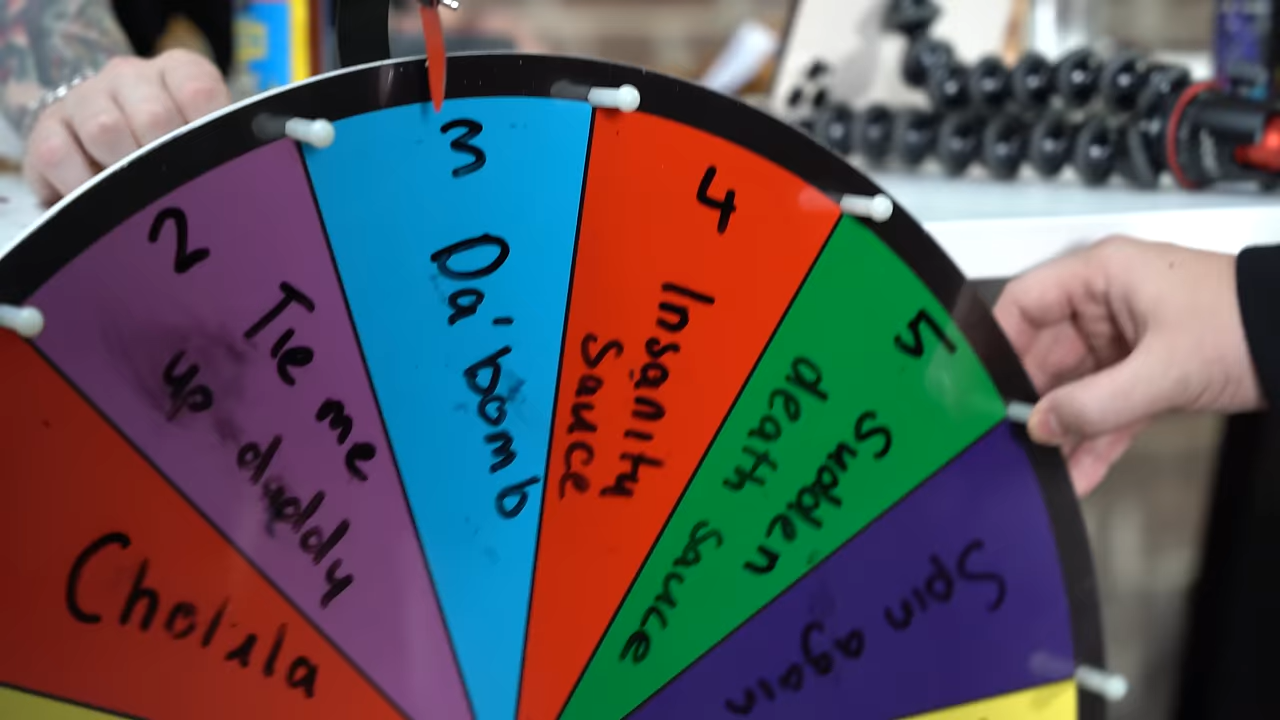 Cholula
2
Tie me
up daddy
3
Da' bomb
4
Insanity
Sauce
5
Sudden
death sauce
Spin again